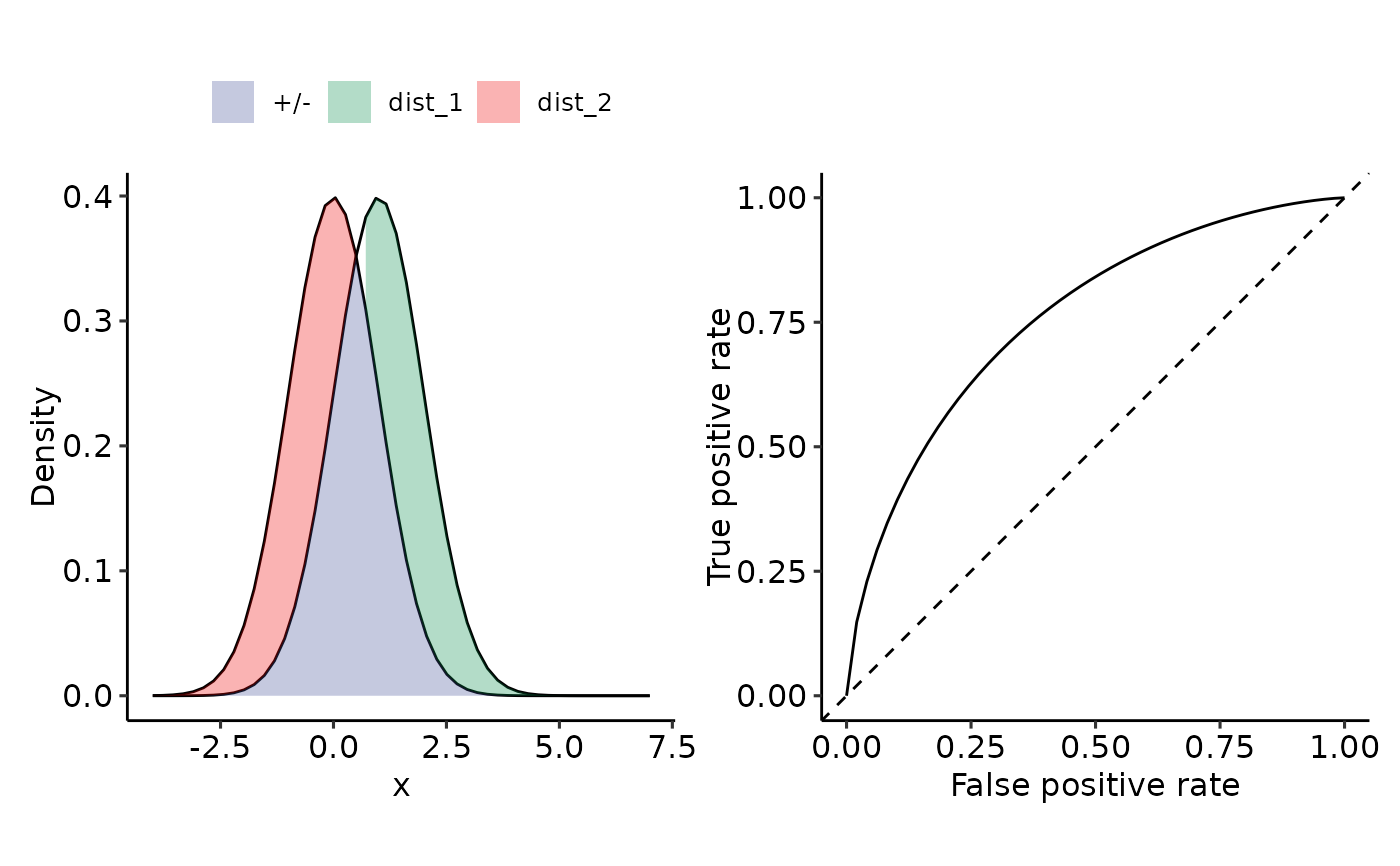 +/- dist_1 dist_2
Density
0.4
0.3
0.2
0.1
0.0
-2.5 0.0 2.5 5.0 7.5
x
True positive rate
1.00
0.75
0.50
0.25
0.00
0.00 0.25 0.50 0.75 1.00
False positive rate